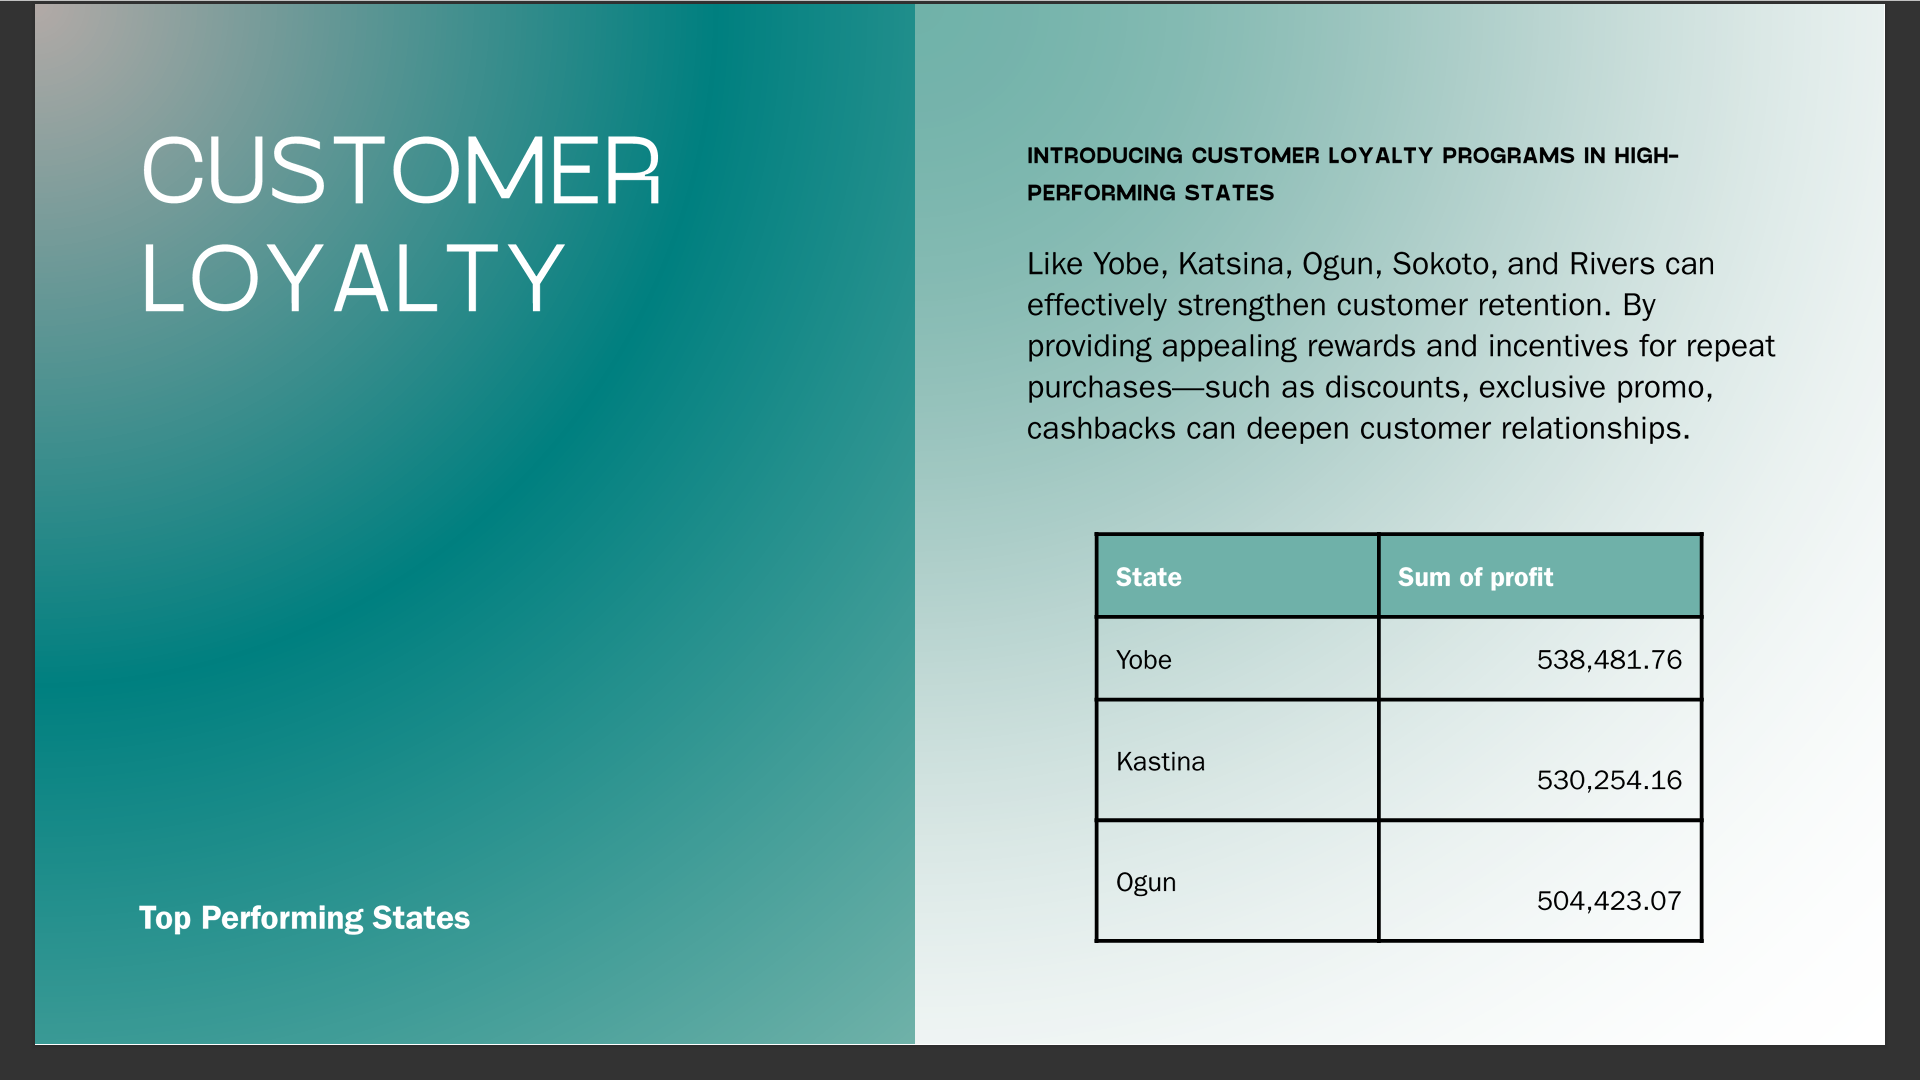 CUSTOMER
LOYALTY
Top Performing States
INTRODUCING CUSTOMER LOYALTY PROGRAMS IN HIGH-
PERFORMING STATES
Like Yobe, Katsina, Ogun, Sokoto, and Rivers can
effectively strengthen customer retention. By
providing appealing rewards and incentives for repeat
purchases—such as discounts, exclusive promo,
cashbacks can deepen customer relationships.
State Sum of profit
Yobe 538,481.76
Kastina 530,254.16
Ogun 504,423.07